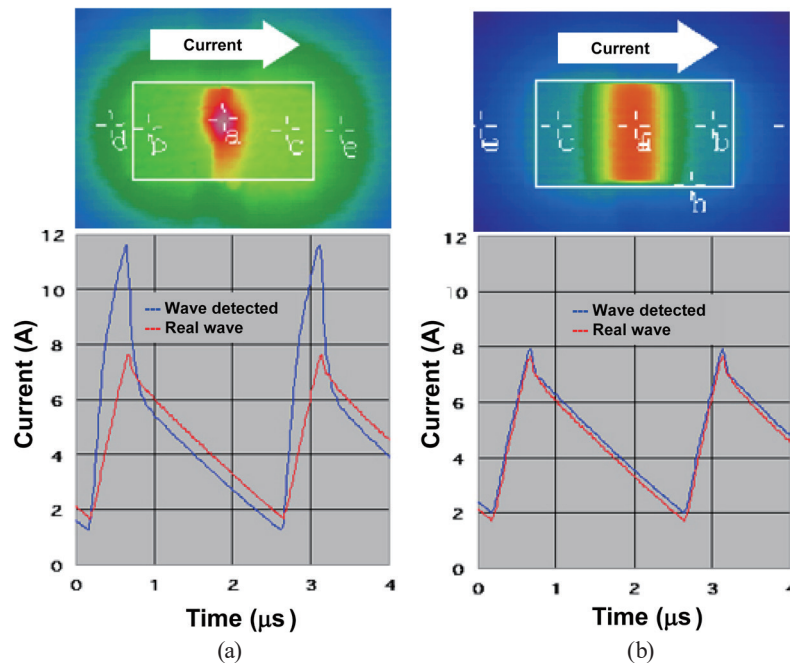 Current
d
p
a
c
e
12
10
8
6
4
2
0
Current (A)
Wave detected
Real wave
0 1 2 3 4
Time (μs)
(a)
Current
c
b
h
12
10
8
6
4
2
0
Current (A)
Wave detected
Real wave
0 1 2 3 4
Time (μs)
(b)